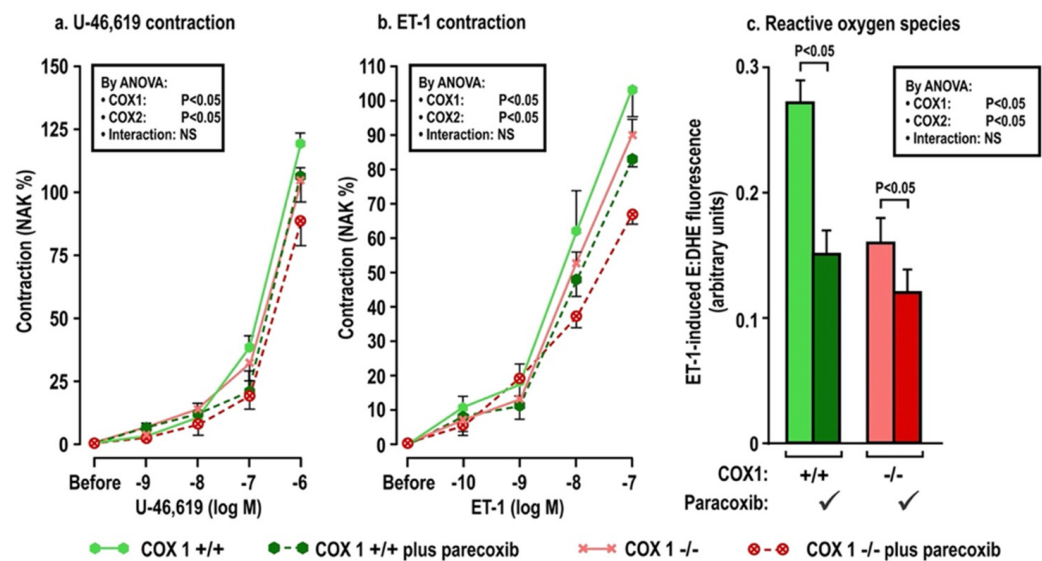 a. U-46,619 contraction
b. ET-1 contraction
c. Reactive oxygen species
150
125
100
75
50
25
0
Contraction (NAK %)
By ANOVA:
• COX1: P<0.05
• COX2: P<0.05
• Interaction: NS
Before -9 -8 -7 -6
U-46,619 (log M)
110
100
90
80
70
60
50
40
30
20
10
0
Contraction (NAK %)
By ANOVA:
• COX1: P<0.05
• COX2: P<0.05
• Interaction: NS
Before -10 -9 -8 -7
ET-1 (log M)
P<0.05
0.3
0.2
0.1
0
ET-1-induced E:DHE fluorescence
(arbitrary units)
By ANOVA:
• COX1: P<0.05
• COX2: P<0.05
• Interaction: NS
P<0.05
COX1: +/+ -/-
Paracoxib: ✓ ✓
COX 1 +/+
COX 1 +/+ plus parecoxib
COX 1 -/-
COX 1 -/- plus parecoxib